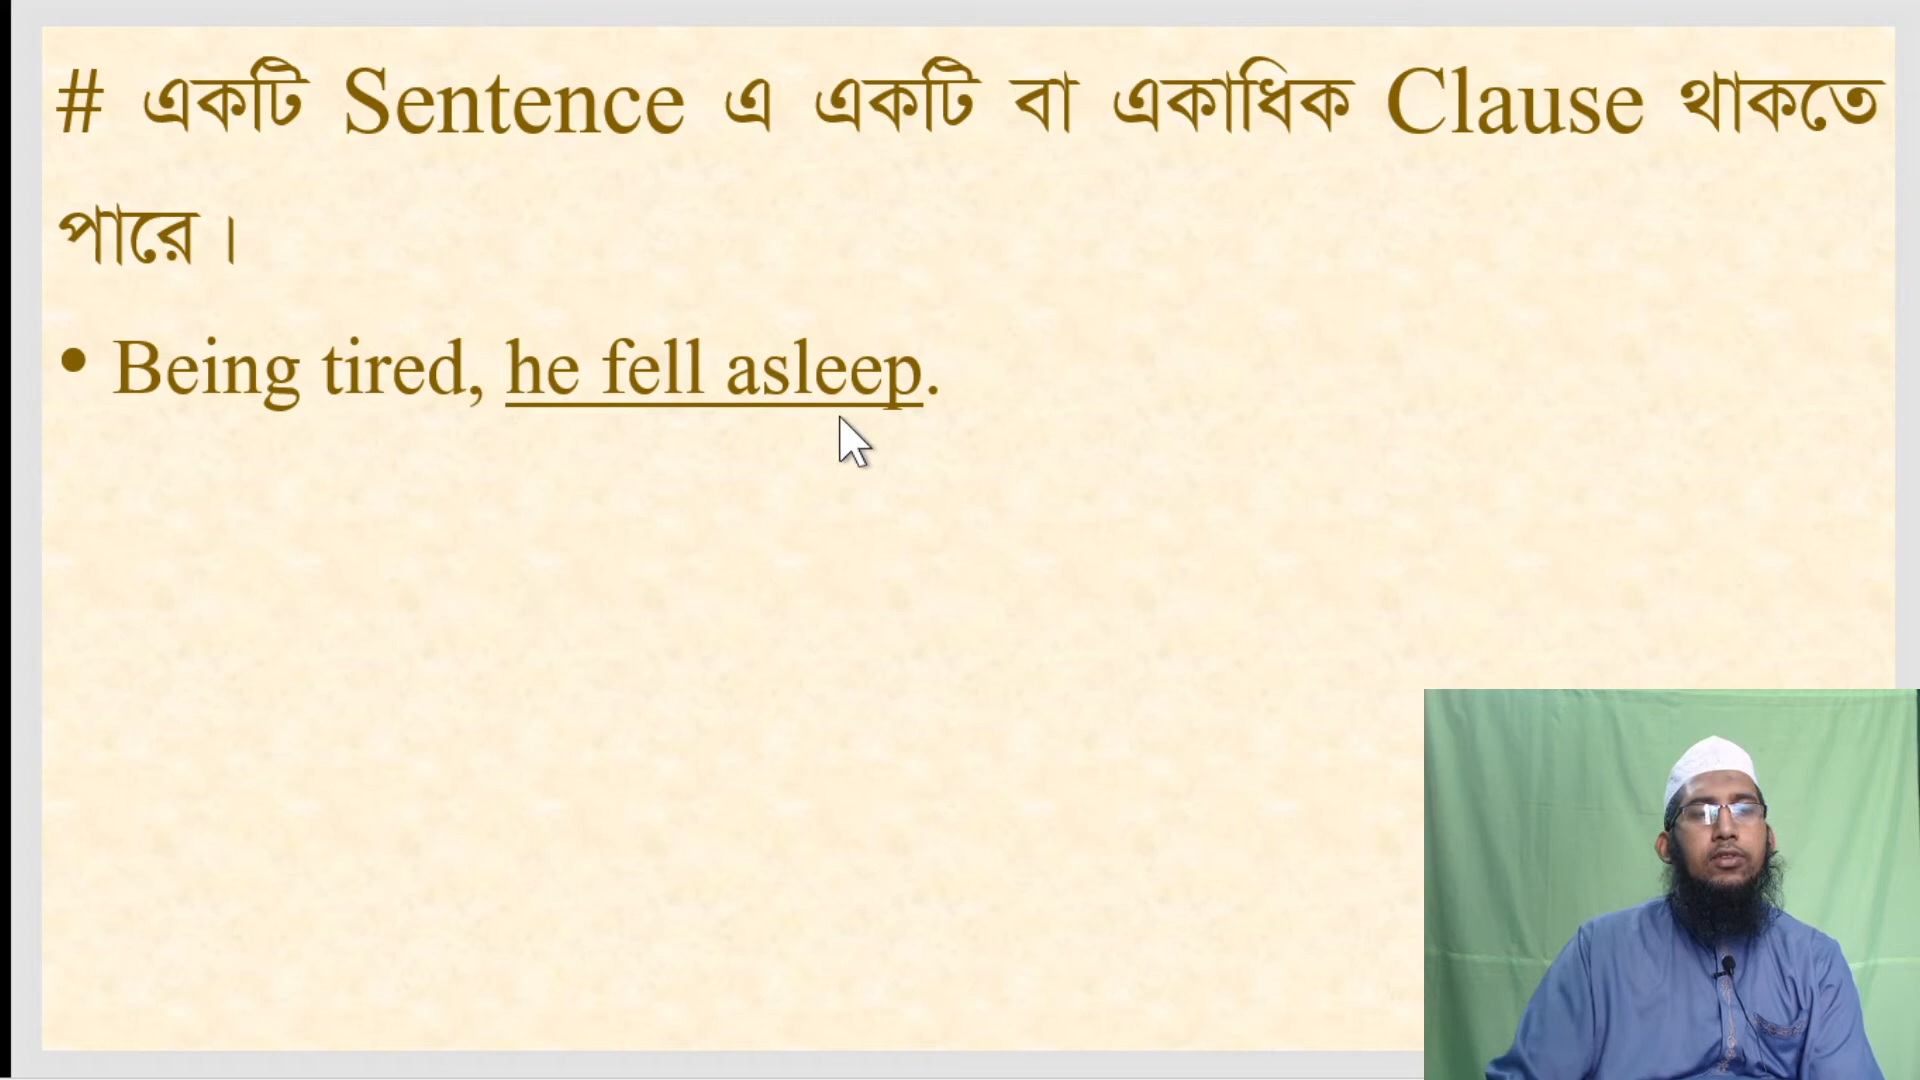 # একটি Sentence এ একটি বা একাধিক Clause থাকতে
পারে।
• Being tired, he fell asleep.